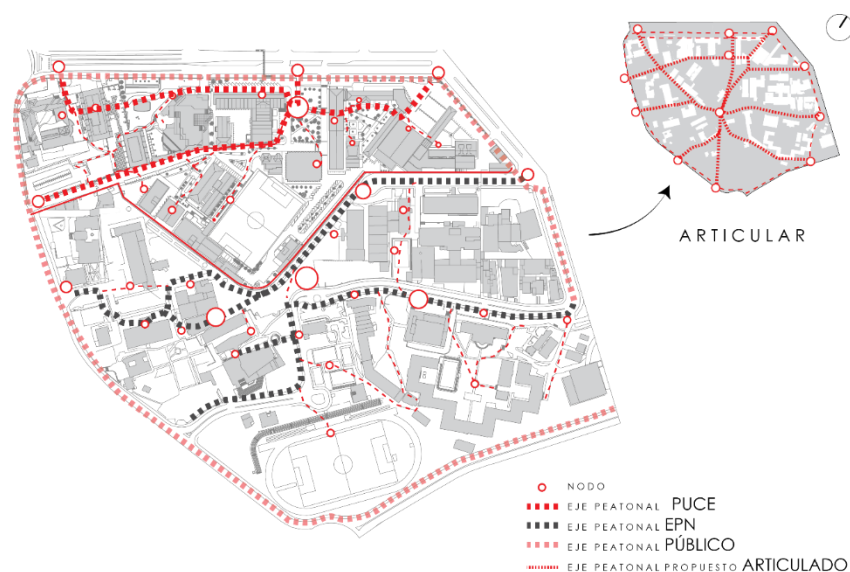 ARTICULAR
NODO
EJE PEATONAL PUCE
EJE PEATONAL EPN
EJE PEATONAL PÚBLICO
EJE PEATONAL PROPUESTO ARTICULADO